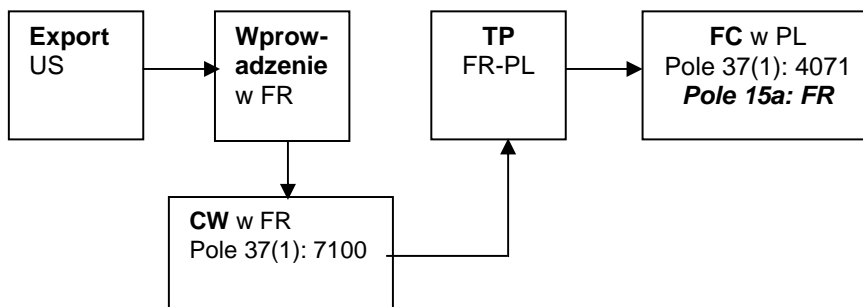 Export
US
Wprow-
adzenie
w FR
TP
FR-PL
FC w PL
Pole 37(1): 4071
Pole 15a: FR
CW w FR
Pole 37(1): 7100